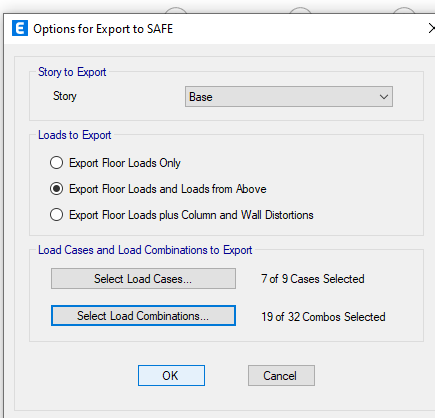 E Options for Export to SAFE
Story to Export
Story Base
Loads to Export
Export Floor Loads Only
Export Floor Loads and Loads from Above
Export Floor Loads plus Column and Wall Distortions
Load Cases and Load Combinations to Export
Select Load Cases... 7 of 9 Cases Selected
Select Load Combinations... 19 of 32 Combos Selected
OK Cancel